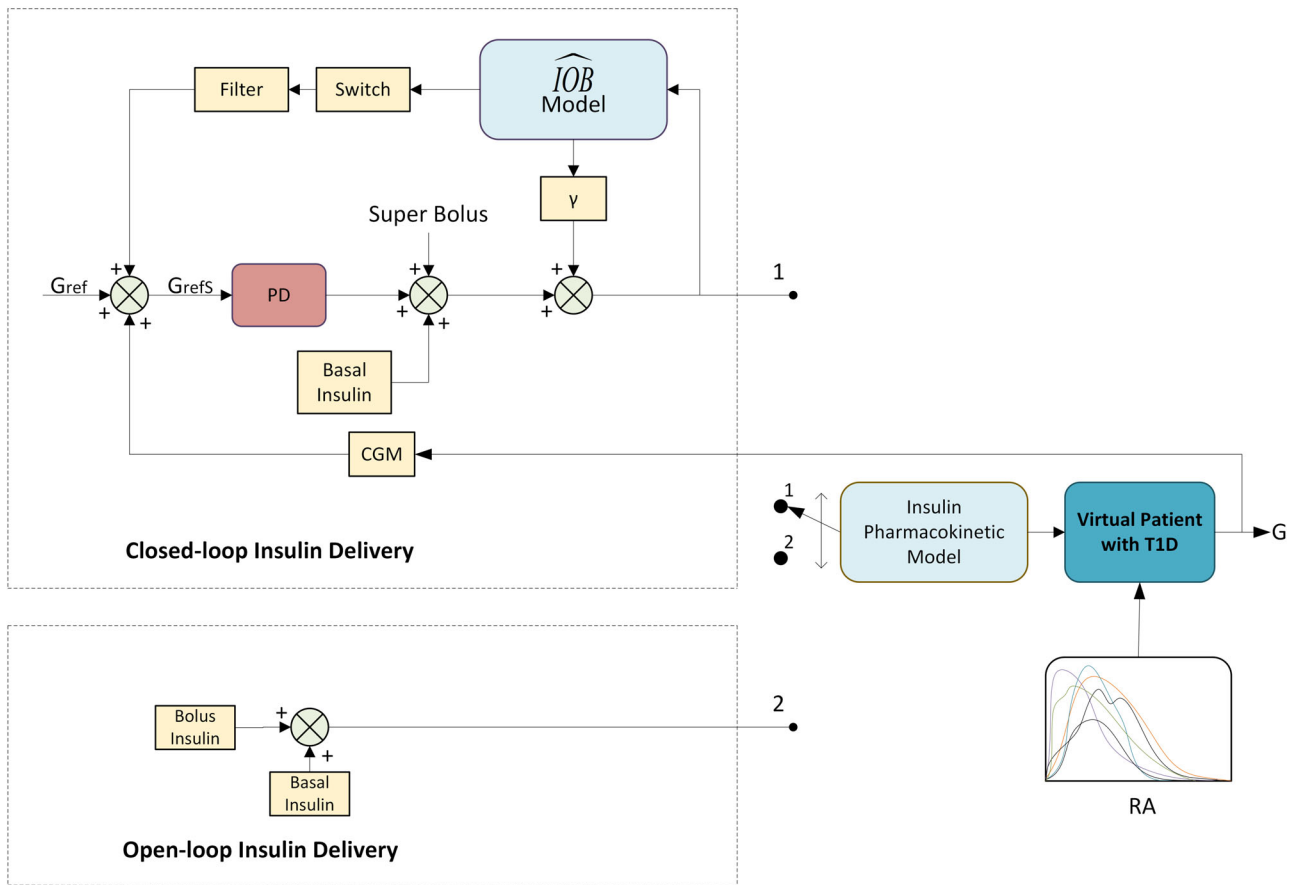 IOB
Model
Filter
Switch
γ
Super Bolus
+
+
+
Gref
GrefS
PD
+
+
+
+
+
1
Basal
Insulin
CGM
1
2
Insulin
Pharmacokinetic
Model
Virtual Patient
with T1D
G
Closed-loop Insulin Delivery
RA
Bolus
Insulin
+
+
2
Basal
Insulin
Open-loop Insulin Delivery